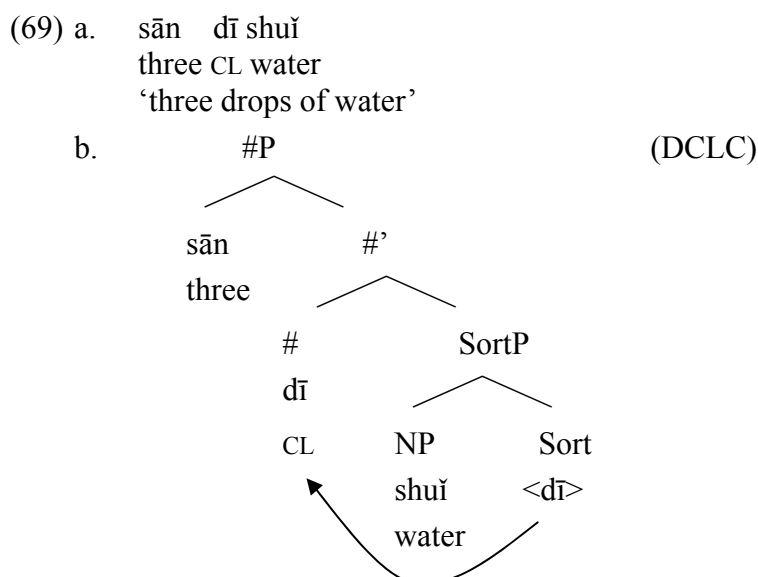 (69) a. sān dī shuǐ
three CL water
‘three drops of water’
b. #P (DCLC)
sān #’
three
# SortP
dī
CL NP Sort
shuǐ <dī>
water